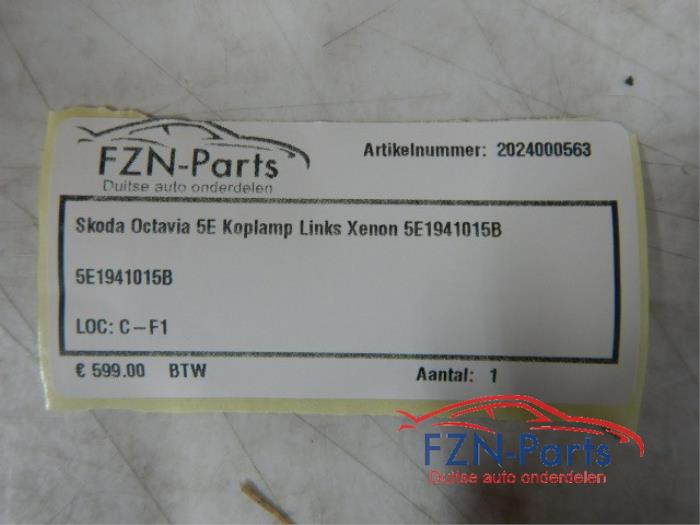 FZN-Parts
Duitse auto onderdelen
Artikelnummer: 2024000563
Skoda Octavia 5E Koplamp Links Xenon 5E1941015B
5E1941015B
LOC: C-F1
€ 599.00 BTW
Aantal: 1
FZN-Parts
Duitse auto onderdelen